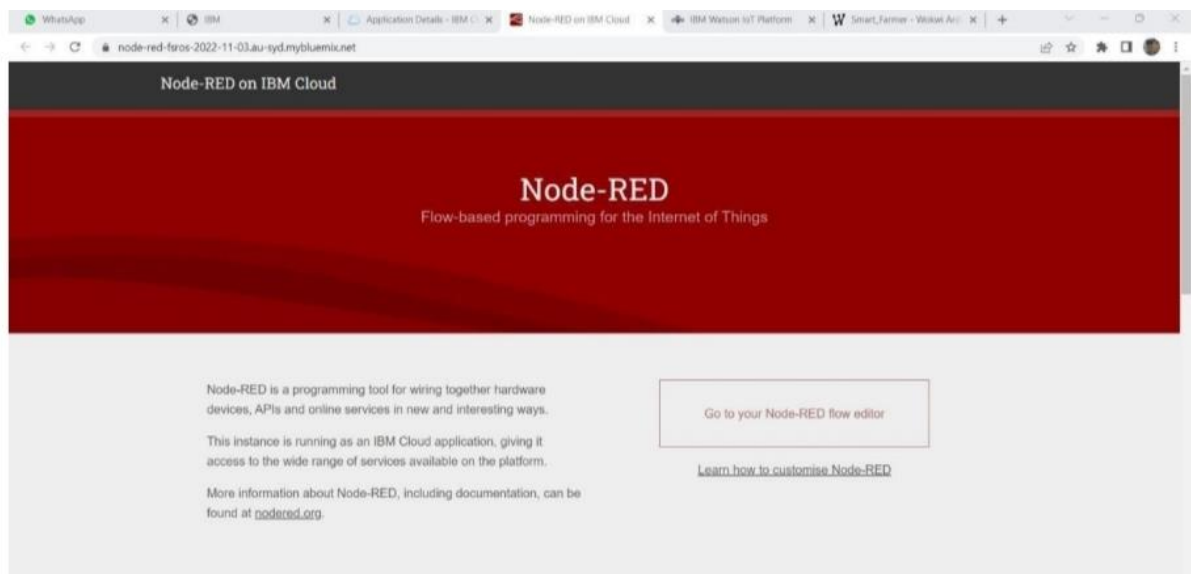 WhatsApp
IBM
Application Details - IBM Cl
Node-RED on IBM Cloud
IBM Watson IoT Platform
Smart_Farmer - Wokwi Ar
node-red-fsros-2022-11-03.au-syd.mybluemix.net
Node-RED on IBM Cloud
Node-RED
Flow-based programming for the Internet of Things
Node-RED is a programming tool for wiring together hardware
devices, APIs and online services in new and interesting ways.
This instance is running as an IBM Cloud application, giving it
access to the wide range of services available on the platform.
More information about Node-RED, including documentation, can be
found at nodered.org.
Go to your Node-RED flow editor
Learn how to customise Node-RED